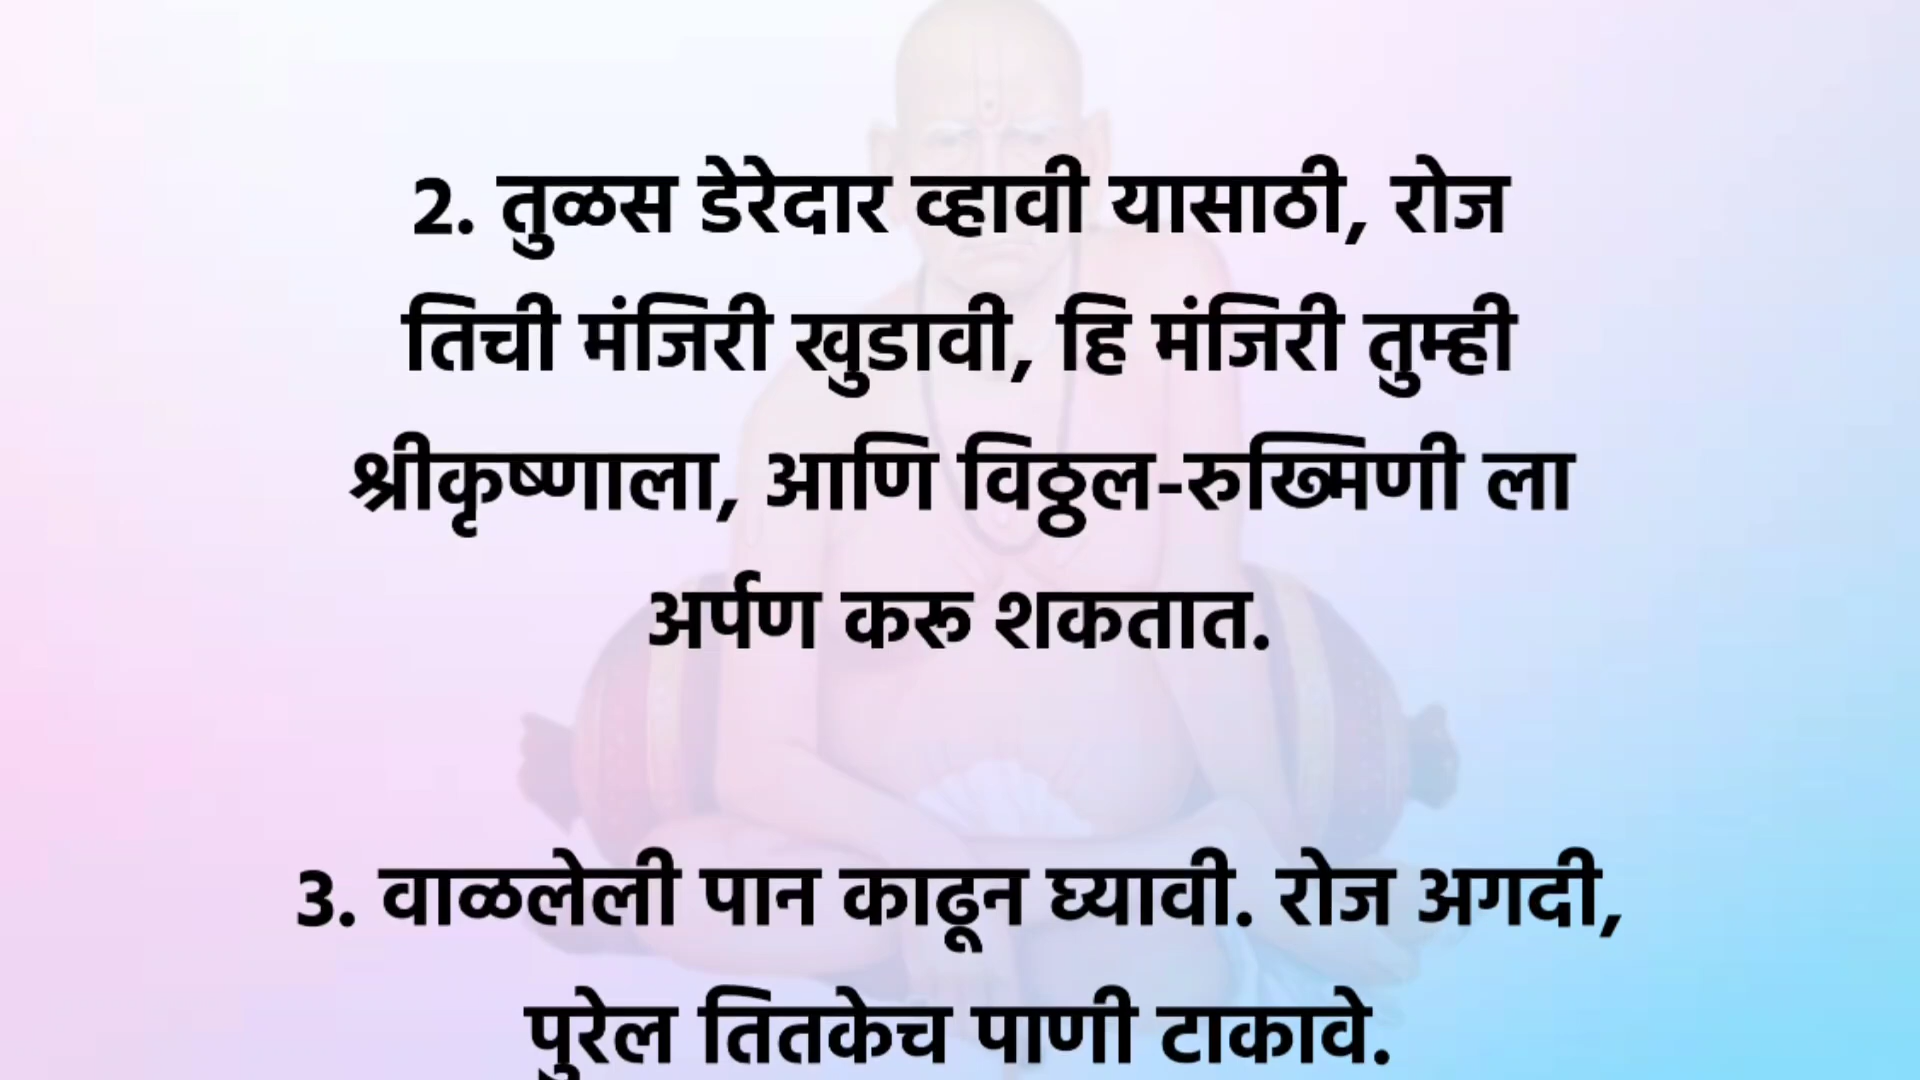 2. तुळस डेरेदार व्हावी यासाठी, रोज
तिची मंजिरी खुडावी, हि मंजिरी तुम्ही
श्रीकृष्णाला, आणि विठ्ठल-रुख्मिणी ला
अर्पण करू शकतात.
3. वाळलेली पान काढून घ्यावी. रोज अगदी,
पुरेल तितकेच पाणी टाकावे.